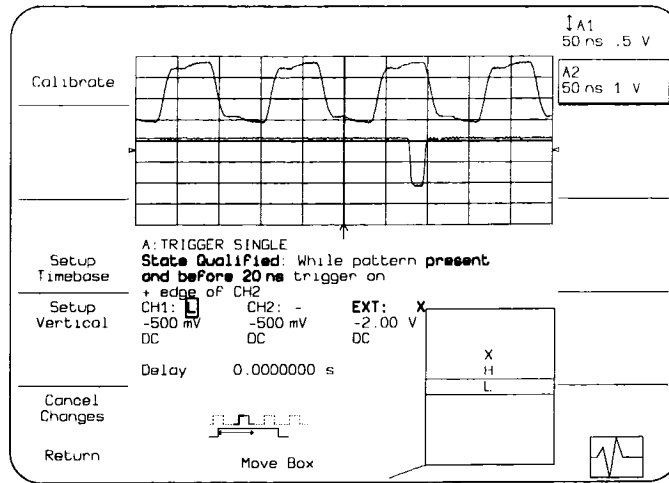 ↕A1
50 ns .5 V
A2
50 ns 1 V
Calibrate
A:TRIGGER SINGLE
State Qualified: While pattern present
and before 20 ns trigger on
+ edge of CH2
Setup
Timebase
CH1: L CH2: - EXT: X
-500 mV -500 mV -2.00 V
DC DC DC
Setup
Vertical
X
H
L
Delay 0.0000000 s
Cancel
Changes
Return
Move Box